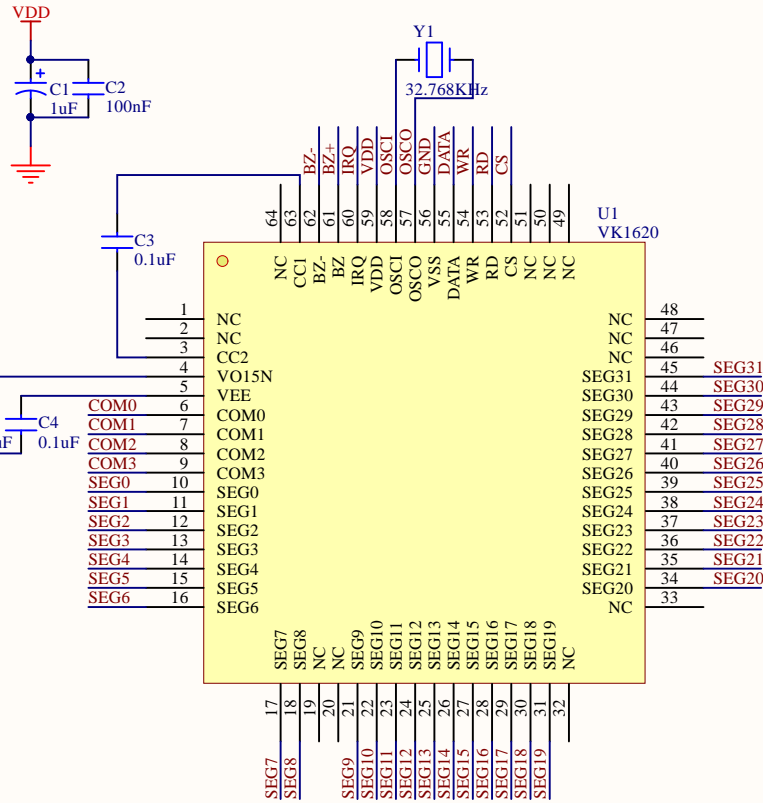 VDD
C1
1uF
C2
100nF
Y1
32.768KHz
BZ-
BZ+
IRQ
VDD
OSCI
OSCO
GND
DATA
WR
RD
CS
64
63
62
61
60
59
58
57
56
55
54
53
52
51
50
49
U1
VK1620
C3
0.1uF
NC
CC1
BZ-
BZ
IRQ
VDD
OSCI
OSCO
VSS
DATA
WR
RD
CS
NC
NC
NC
1 NC
2 NC
3 CC2
4 VO15N
5 VEE
COM0 6 COM0
COM1 7 COM1
COM2 8 COM2
COM3 9 COM3
SEG0 10 SEG0
SEG1 11 SEG1
SEG2 12 SEG2
SEG3 13 SEG3
SEG4 14 SEG4
SEG5 15 SEG5
SEG6 16 SEG6
C4
0.1uF
uF
NC 48
NC 47
NC 46
SEG31 45 SEG31
SEG30 44 SEG30
SEG29 43 SEG29
SEG28 42 SEG28
SEG27 41 SEG27
SEG26 40 SEG26
SEG25 39 SEG25
SEG24 38 SEG24
SEG23 37 SEG23
SEG22 36 SEG22
SEG21 35 SEG21
SEG20 34 SEG20
NC 33
SEG7
SEG8
NC
NC
SEG9
SEG10
SEG11
SEG12
SEG13
SEG14
SEG15
SEG16
SEG17
SEG18
SEG19
NC
17
18
19
20
21
22
23
24
25
26
27
28
29
30
31
32
SEG7
SEG8
SEG9
SEG10
SEG11
SEG12
SEG13
SEG14
SEG15
SEG16
SEG17
SEG18
SEG19